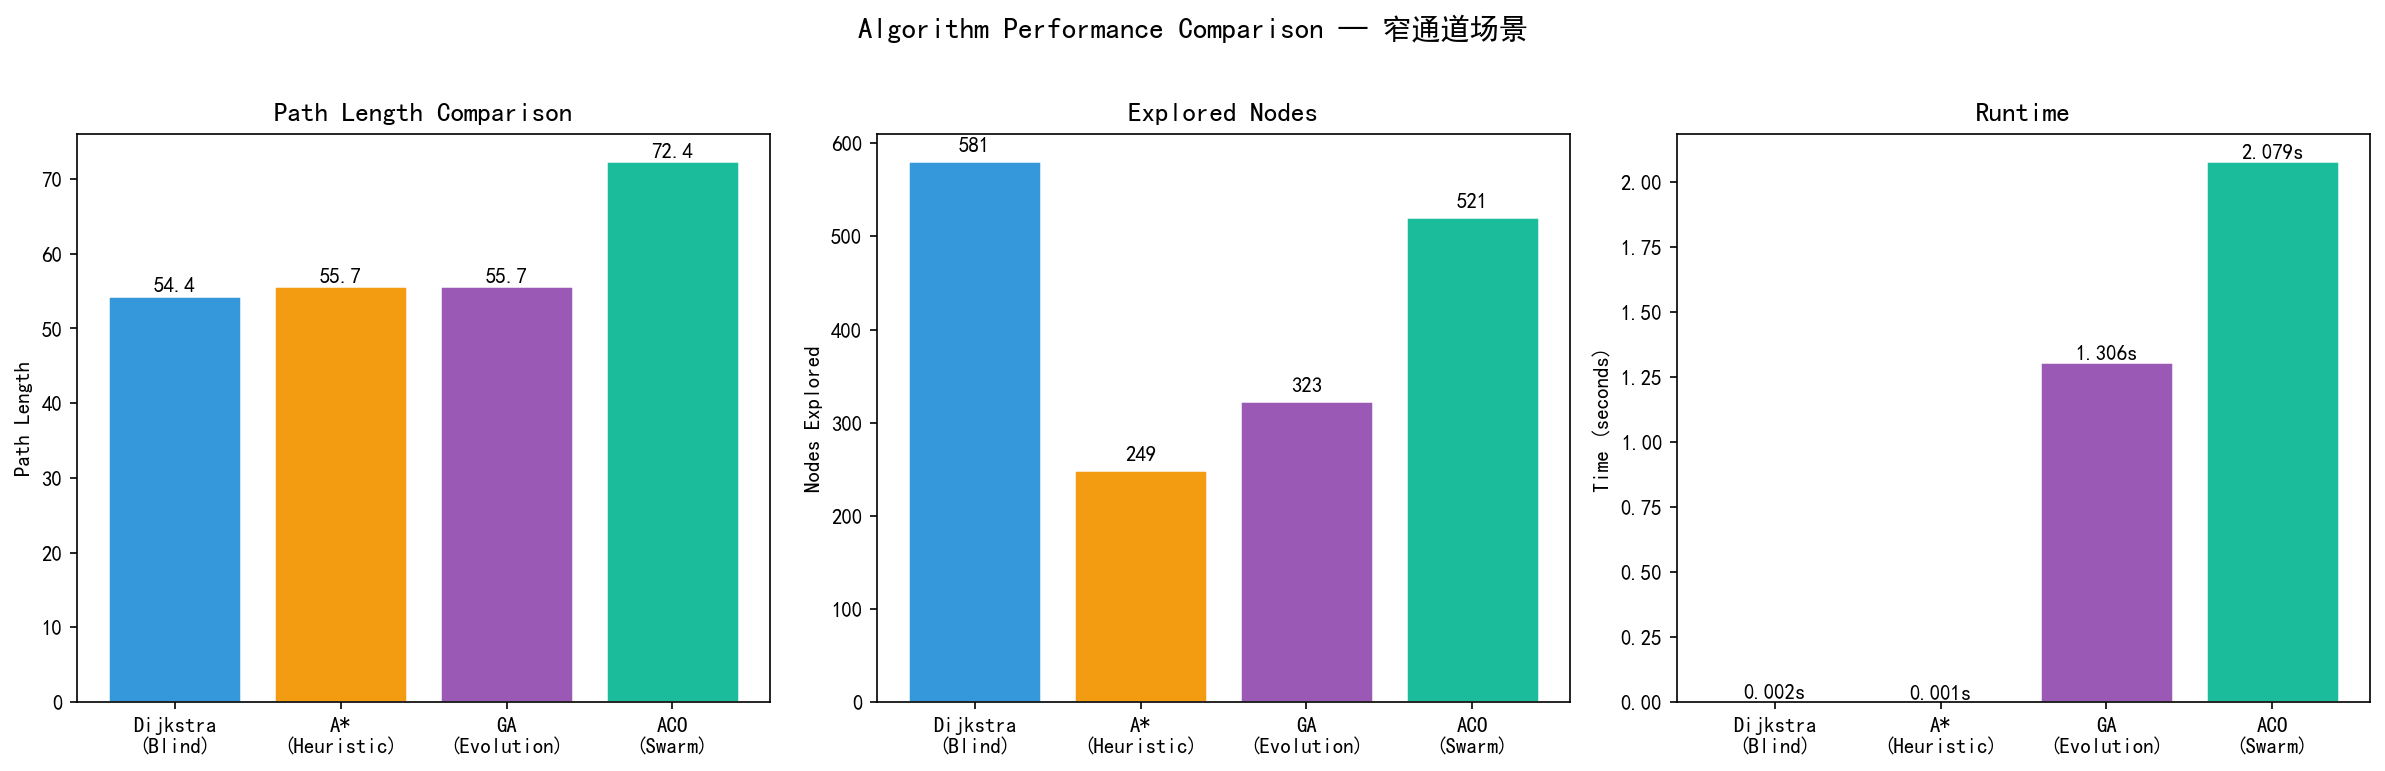 Algorithm Performance Comparison — 窄通道场景
Path Length Comparison
Path Length
70
60
50
40
30
20
10
0
54.4
55.7
55.7
72.4
Dijkstra
(Blind)
A*
(Heuristic)
GA
(Evolution)
ACO
(Swarm)
Explored Nodes
Nodes Explored
600
500
400
300
200
100
0
581
249
323
521
Dijkstra
(Blind)
A*
(Heuristic)
GA
(Evolution)
ACO
(Swarm)
Runtime
Time (seconds)
2.00
1.75
1.50
1.25
1.00
0.75
0.50
0.25
0.00
0.002s
0.001s
1.306s
2.079s
Dijkstra
(Blind)
A*
(Heuristic)
GA
(Evolution)
ACO
(Swarm)